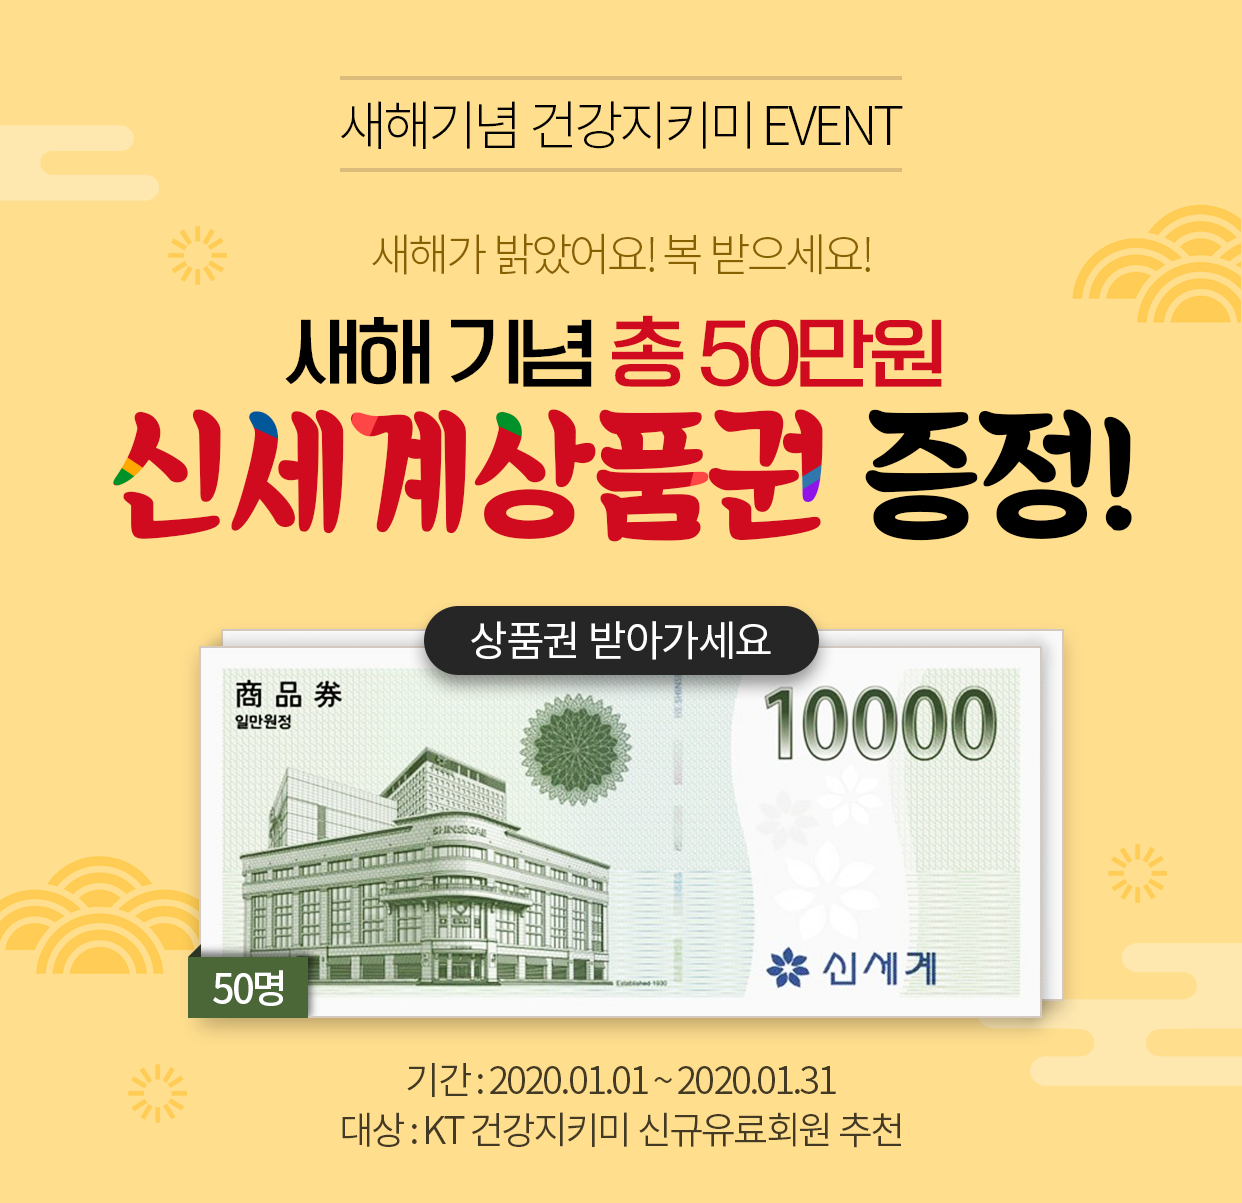 새해기념 건강지키미 EVENT
새해가 밝았어요! 복 받으세요!
새해 기념 총 50만원
신세계상품권 증정!
상품권 받아가세요
商品券
일만원정
10000
SHINSEGAE
Established 1930
신세계
50명
기간 : 2020.01.01 ~ 2020.01.31
대상 : KT 건강지키미 신규유료회원 추천